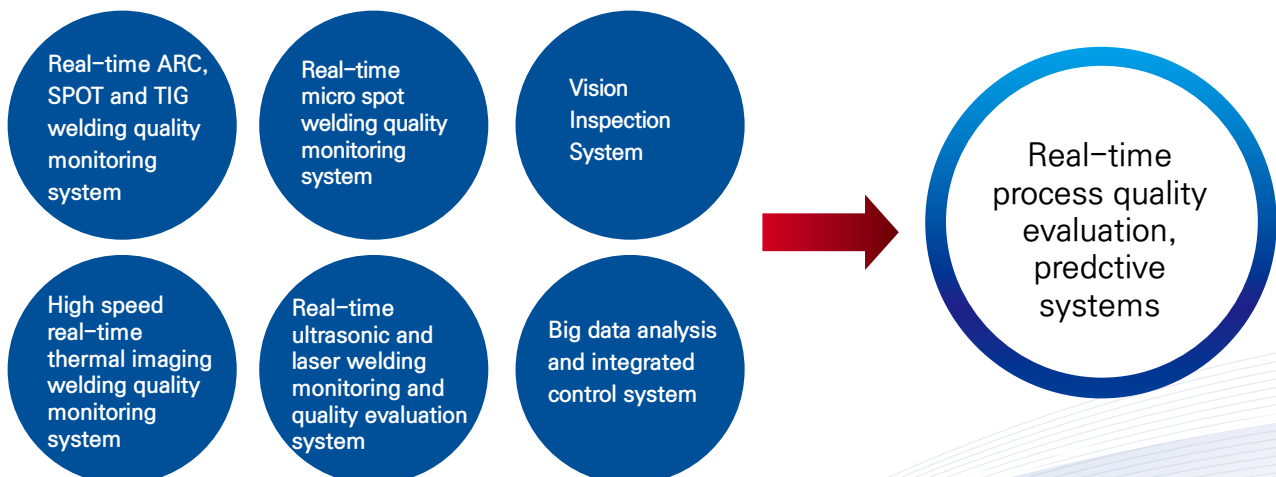 Real-time ARC,
SPOT and TIG
welding quality
monitoring
system
Real-time
micro spot
welding quality
monitoring
system
Vision
Inspection
System
High speed
real-time
thermal imaging
welding quality
monitoring
system
Real-time
ultrasonic and
laser welding
monitoring and
quality evaluation
system
Big data analysis
and integrated
control system
Real-time
process quality
evaluation,
predctive
systems